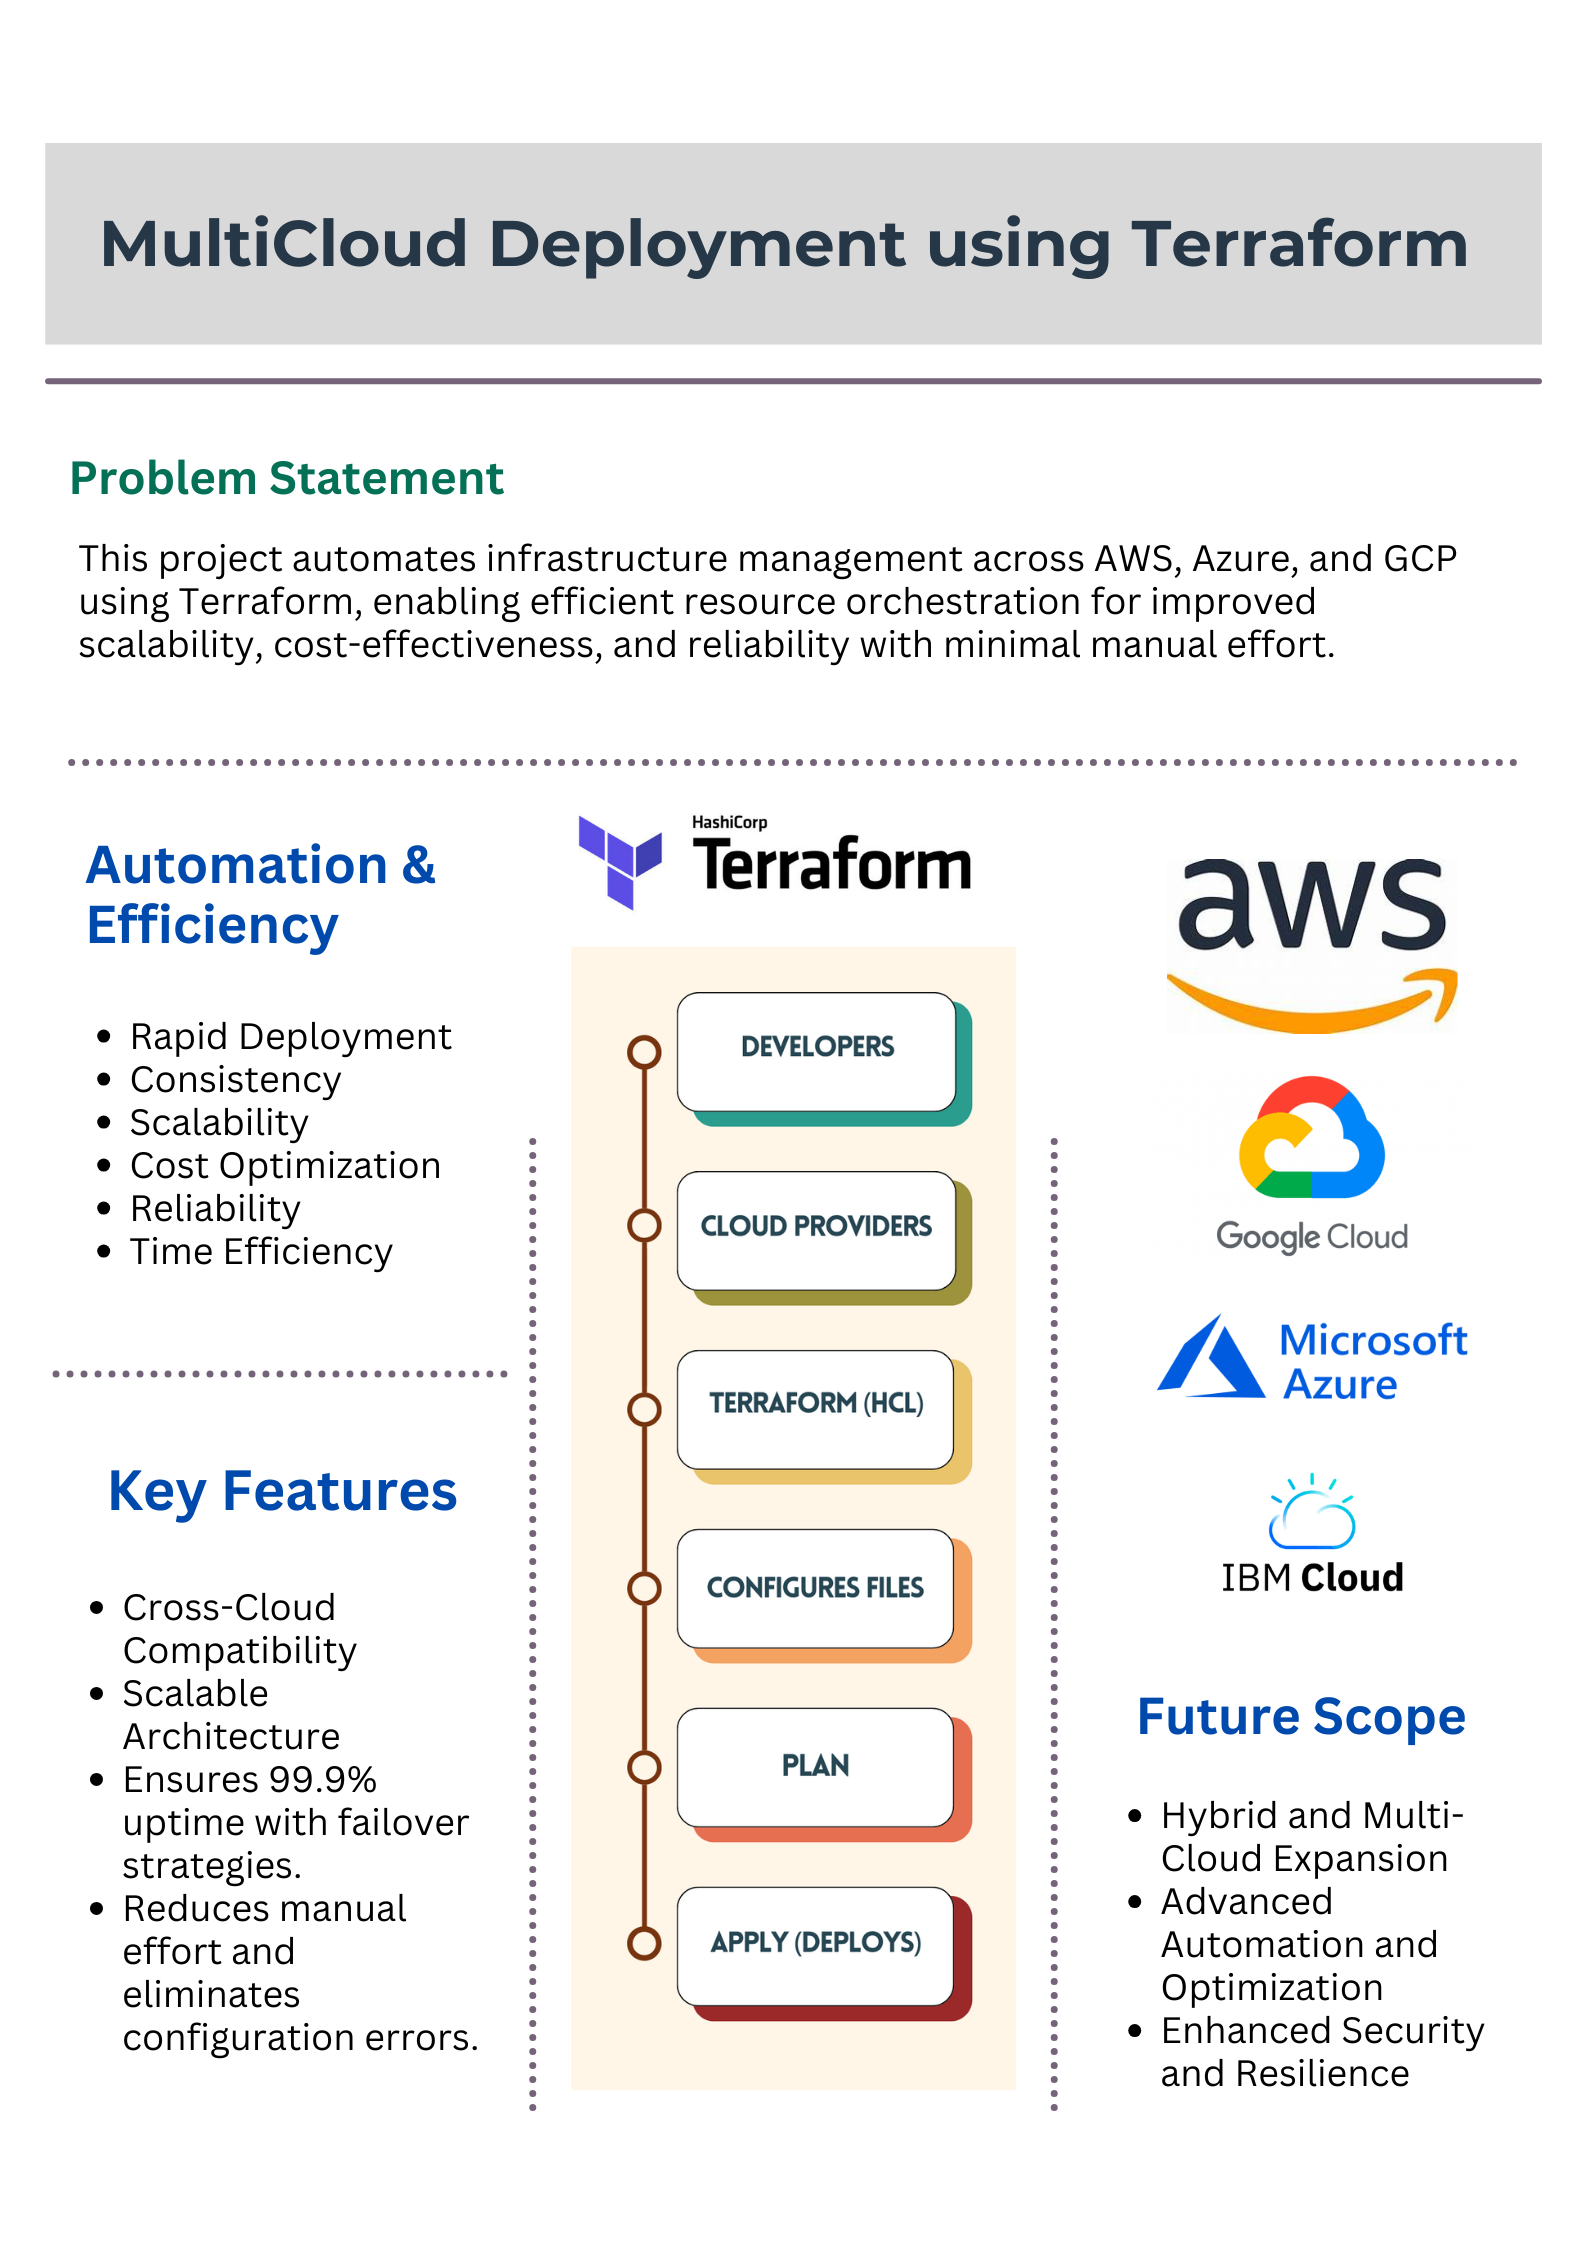 MultiCloud Deployment using Terraform
Problem Statement
This project automates infrastructure management across AWS, Azure, and GCP
using Terraform, enabling efficient resource orchestration for improved
scalability, cost-effectiveness, and reliability with minimal manual effort.
Automation &
Efficiency
• Rapid Deployment
• Consistency
• Scalability
• Cost Optimization
• Reliability
• Time Efficiency
Key Features
• Cross-Cloud
Compatibility
• Scalable
Architecture
• Ensures 99.9%
uptime with failover
strategies.
• Reduces manual
effort and
eliminates
configuration errors.
HashiCorp
Terraform
DEVELOPERS
CLOUD PROVIDERS
TERRAFORM (HCL)
CONFIGURES FILES
PLAN
APPLY (DEPLOYS)
aws
Google Cloud
Microsoft
Azure
IBM Cloud
Future Scope
• Hybrid and Multi-
Cloud Expansion
• Advanced
Automation and
Optimization
• Enhanced Security
and Resilience